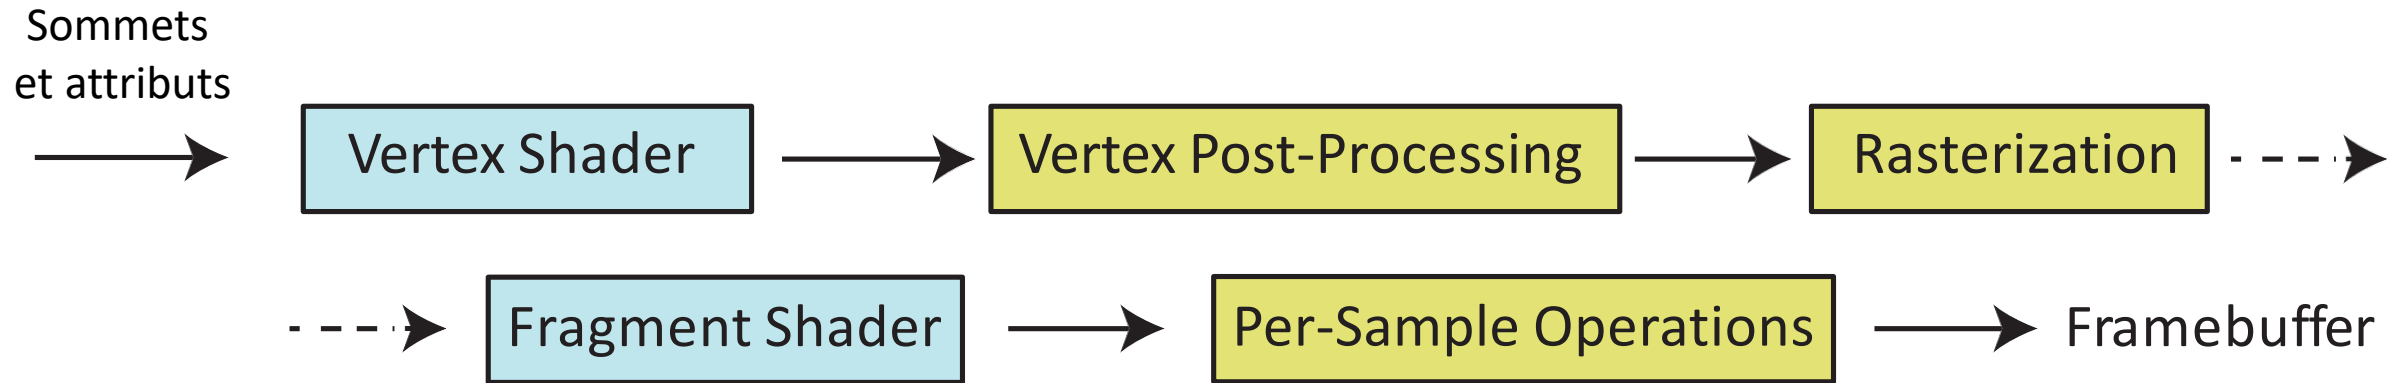 Sommets
et attributs
Vertex Shader
Vertex Post-Processing
Rasterization
Fragment Shader
Per-Sample Operations
Framebuffer